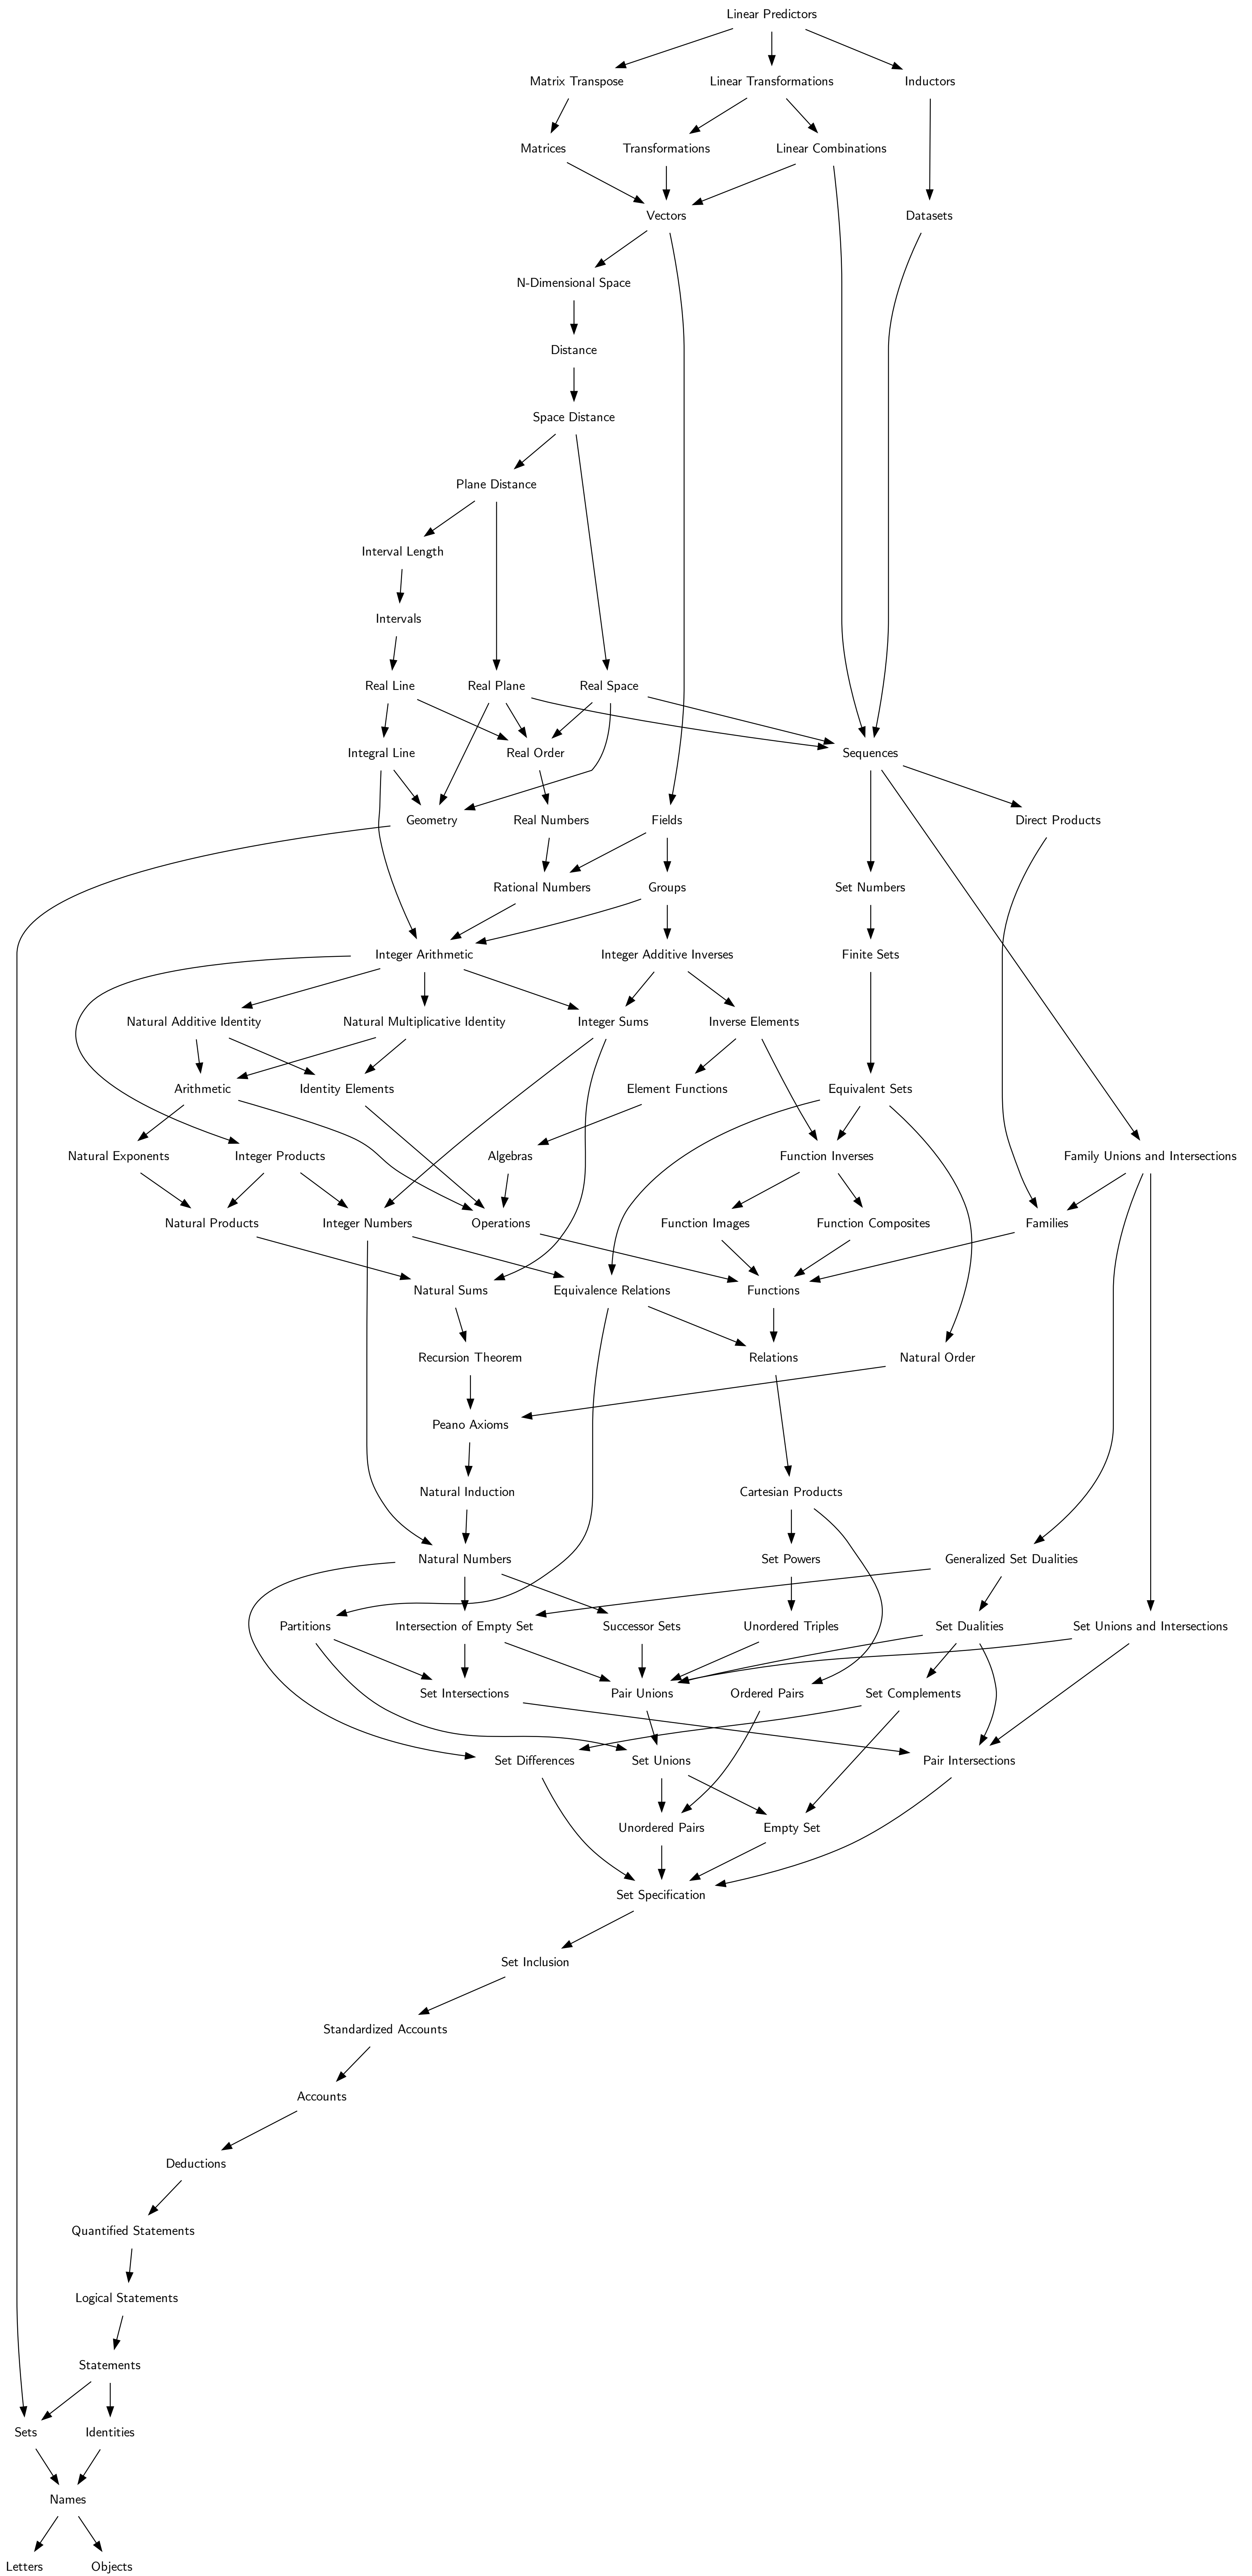 Linear Predictors
Matrix Transpose
Linear Transformations
Inductors
Matrices
Transformations
Linear Combinations
Vectors
Datasets
N-Dimensional Space
Distance
Space Distance
Plane Distance
Interval Length
Intervals
Real Line
Real Plane
Real Space
Integral Line
Real Order
Sequences
Geometry
Real Numbers
Fields
Direct Products
Rational Numbers
Groups
Set Numbers
Integer Arithmetic
Integer Additive Inverses
Finite Sets
Natural Additive Identity
Natural Multiplicative Identity
Integer Sums
Inverse Elements
Arithmetic
Identity Elements
Element Functions
Equivalent Sets
Natural Exponents
Integer Products
Algebras
Function Inverses
Family Unions and Intersections
Natural Products
Integer Numbers
Operations
Function Images
Function Composites
Families
Natural Sums
Equivalence Relations
Functions
Recursion Theorem
Relations
Natural Order
Peano Axioms
Natural Induction
Cartesian Products
Natural Numbers
Set Powers
Generalized Set Dualities
Partitions
Intersection of Empty Set
Successor Sets
Unordered Triples
Set Dualities
Set Unions and Intersections
Set Intersections
Pair Unions
Ordered Pairs
Set Complements
Set Differences
Set Unions
Pair Intersections
Unordered Pairs
Empty Set
Set Specification
Set Inclusion
Standardized Accounts
Accounts
Deductions
Quantified Statements
Logical Statements
Statements
Sets
Identities
Names
Letters
Objects